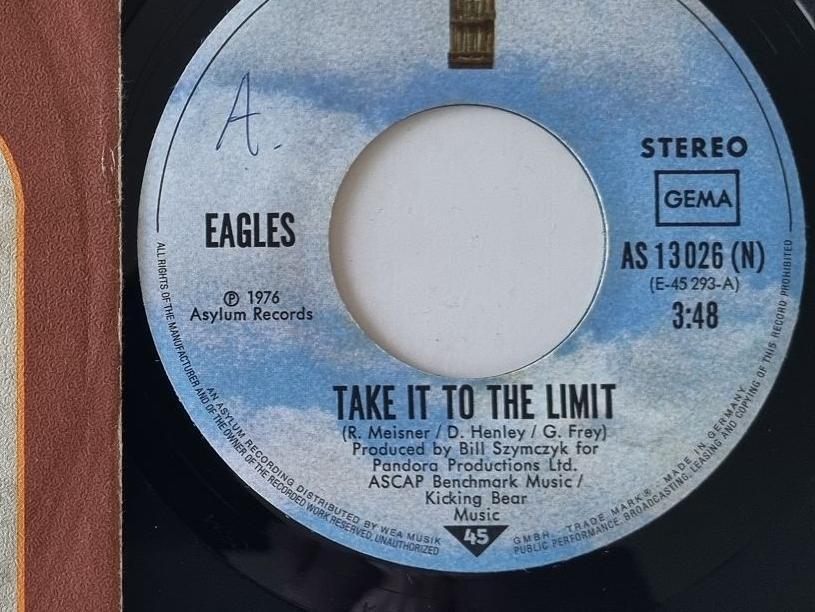 A.
STEREO
GEMA
EAGLES
AS 13 026 (N)
(E-45 293-A)
℗ 1976
Asylum Records
3:48
TAKE IT TO THE LIMIT
(R. Meisner / D. Henley / G. Frey)
Produced by Bill Szymczyk for
Pandora Productions Ltd.
ASCAP Benchmark Music /
Kicking Bear
Music
45
ALL RIGHTS OF THE MANUFACTURER AND OF THE OWNER OF THE RECORDED WORK RESERVED, UNAUTHORIZED PUBLIC PERFORMANCE, BROADCASTING, LEASING AND COPYING OF THIS RECORD PROHIBITED
AN ASYLUM RECORDING DISTRIBUTED BY WEA MUSIK GMBH. TRADE MARK® MADE IN GERMANY